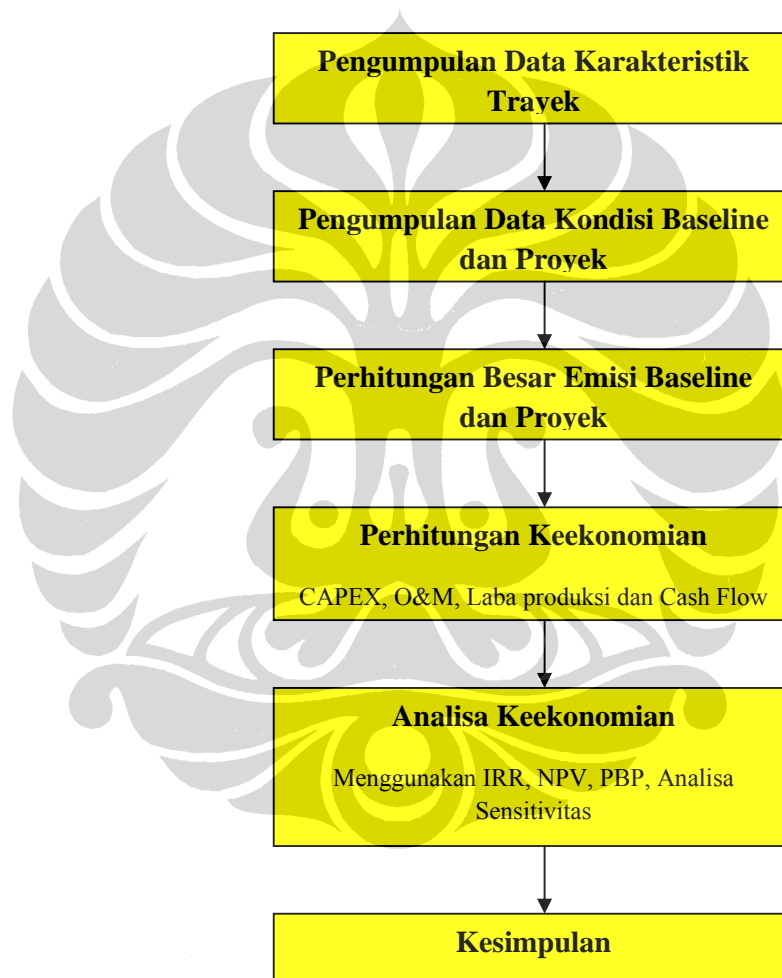 Pengumpulan Data Karakteristik
Trayek
Pengumpulan Data Kondisi Baseline
dan Proyek
Perhitungan Besar Emisi Baseline
dan Proyek
Perhitungan Keekonomian
CAPEX, O&M, Laba produksi dan Cash Flow
Analisa Keekonomian
Menggunakan IRR, NPV, PBP, Analisa
Sensitivitas
Kesimpulan